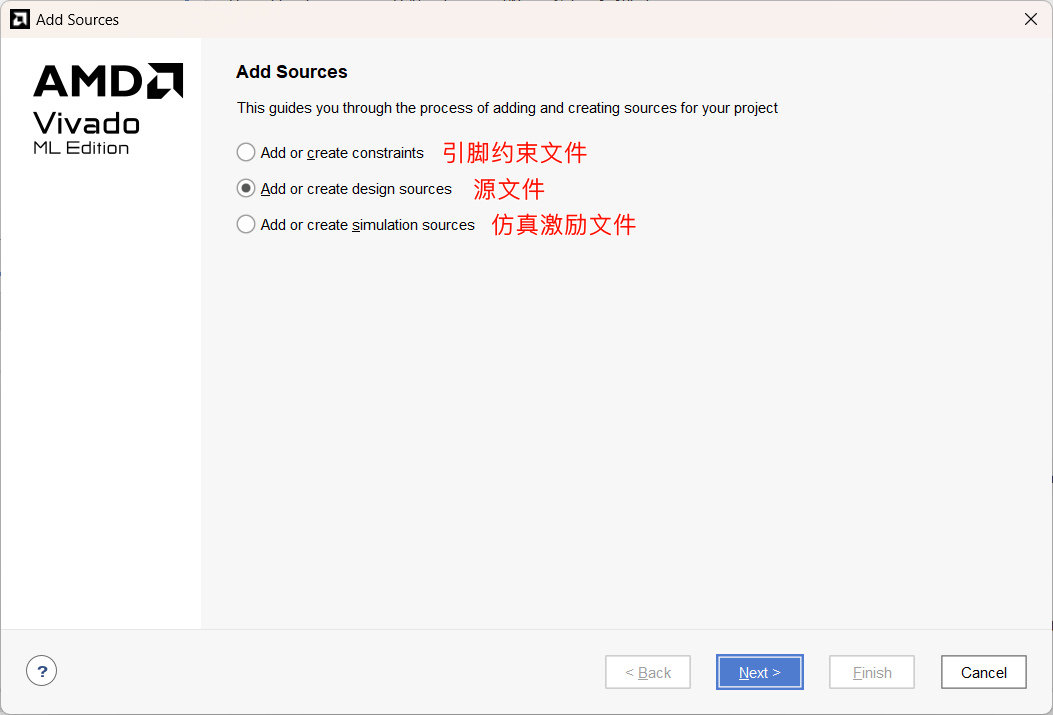 Add Sources
AMD
Vivado
ML Edition
Add Sources
This guides you through the process of adding and creating sources for your project
Add or create constraints 引脚约束文件
Add or create design sources 源文件
Add or create simulation sources 仿真激励文件
?
< Back
Next >
Finish
Cancel